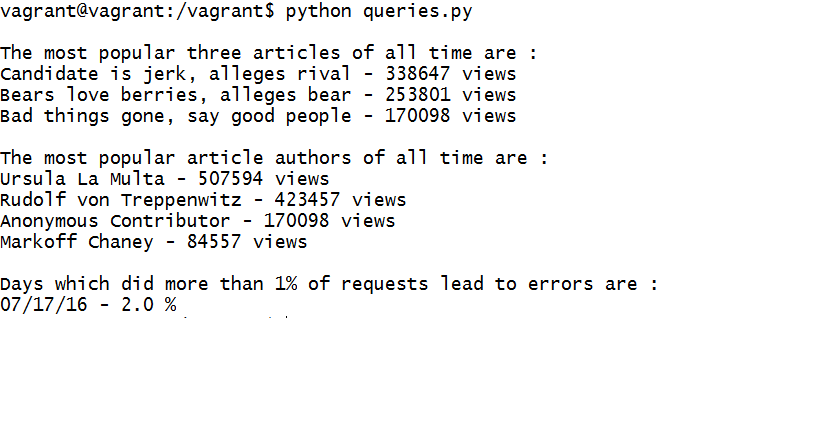 vagrant@vagrant:/vagrant$ python queries.py
The most popular three articles of all time are :
Candidate is jerk, alleges rival - 338647 views
Bears love berries, alleges bear - 253801 views
Bad things gone, say good people - 170098 views
The most popular article authors of all time are :
Ursula La Multa - 507594 views
Rudolf von Treppenwitz - 423457 views
Anonymous Contributor - 170098 views
Markoff Chaney - 84557 views
Days which did more than 1% of requests lead to errors are :
07/17/16 - 2.0 %